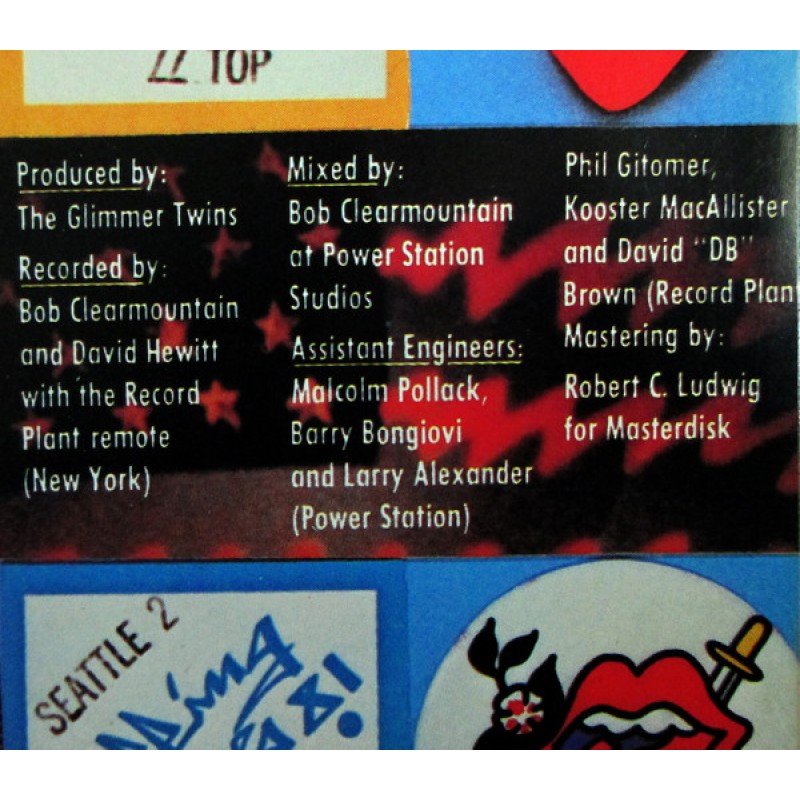 ZZ TOP
Produced by:
The Glimmer Twins
Recorded by:
Bob Clearmountain
and David Hewitt
with the Record
Plant remote
(New York)
Mixed by:
Bob Clearmountain
at Power Station
Studios
Assistant Engineers:
Malcolm Pollack,
Barry Bongiovi
and Larry Alexander
(Power Station)
Phil Gitomer,
Kooster MacAllister
and David "DB"
Brown (Record Plant
Mastering by:
Robert C. Ludwig
for Masterdisk
SEATTLE 2
81